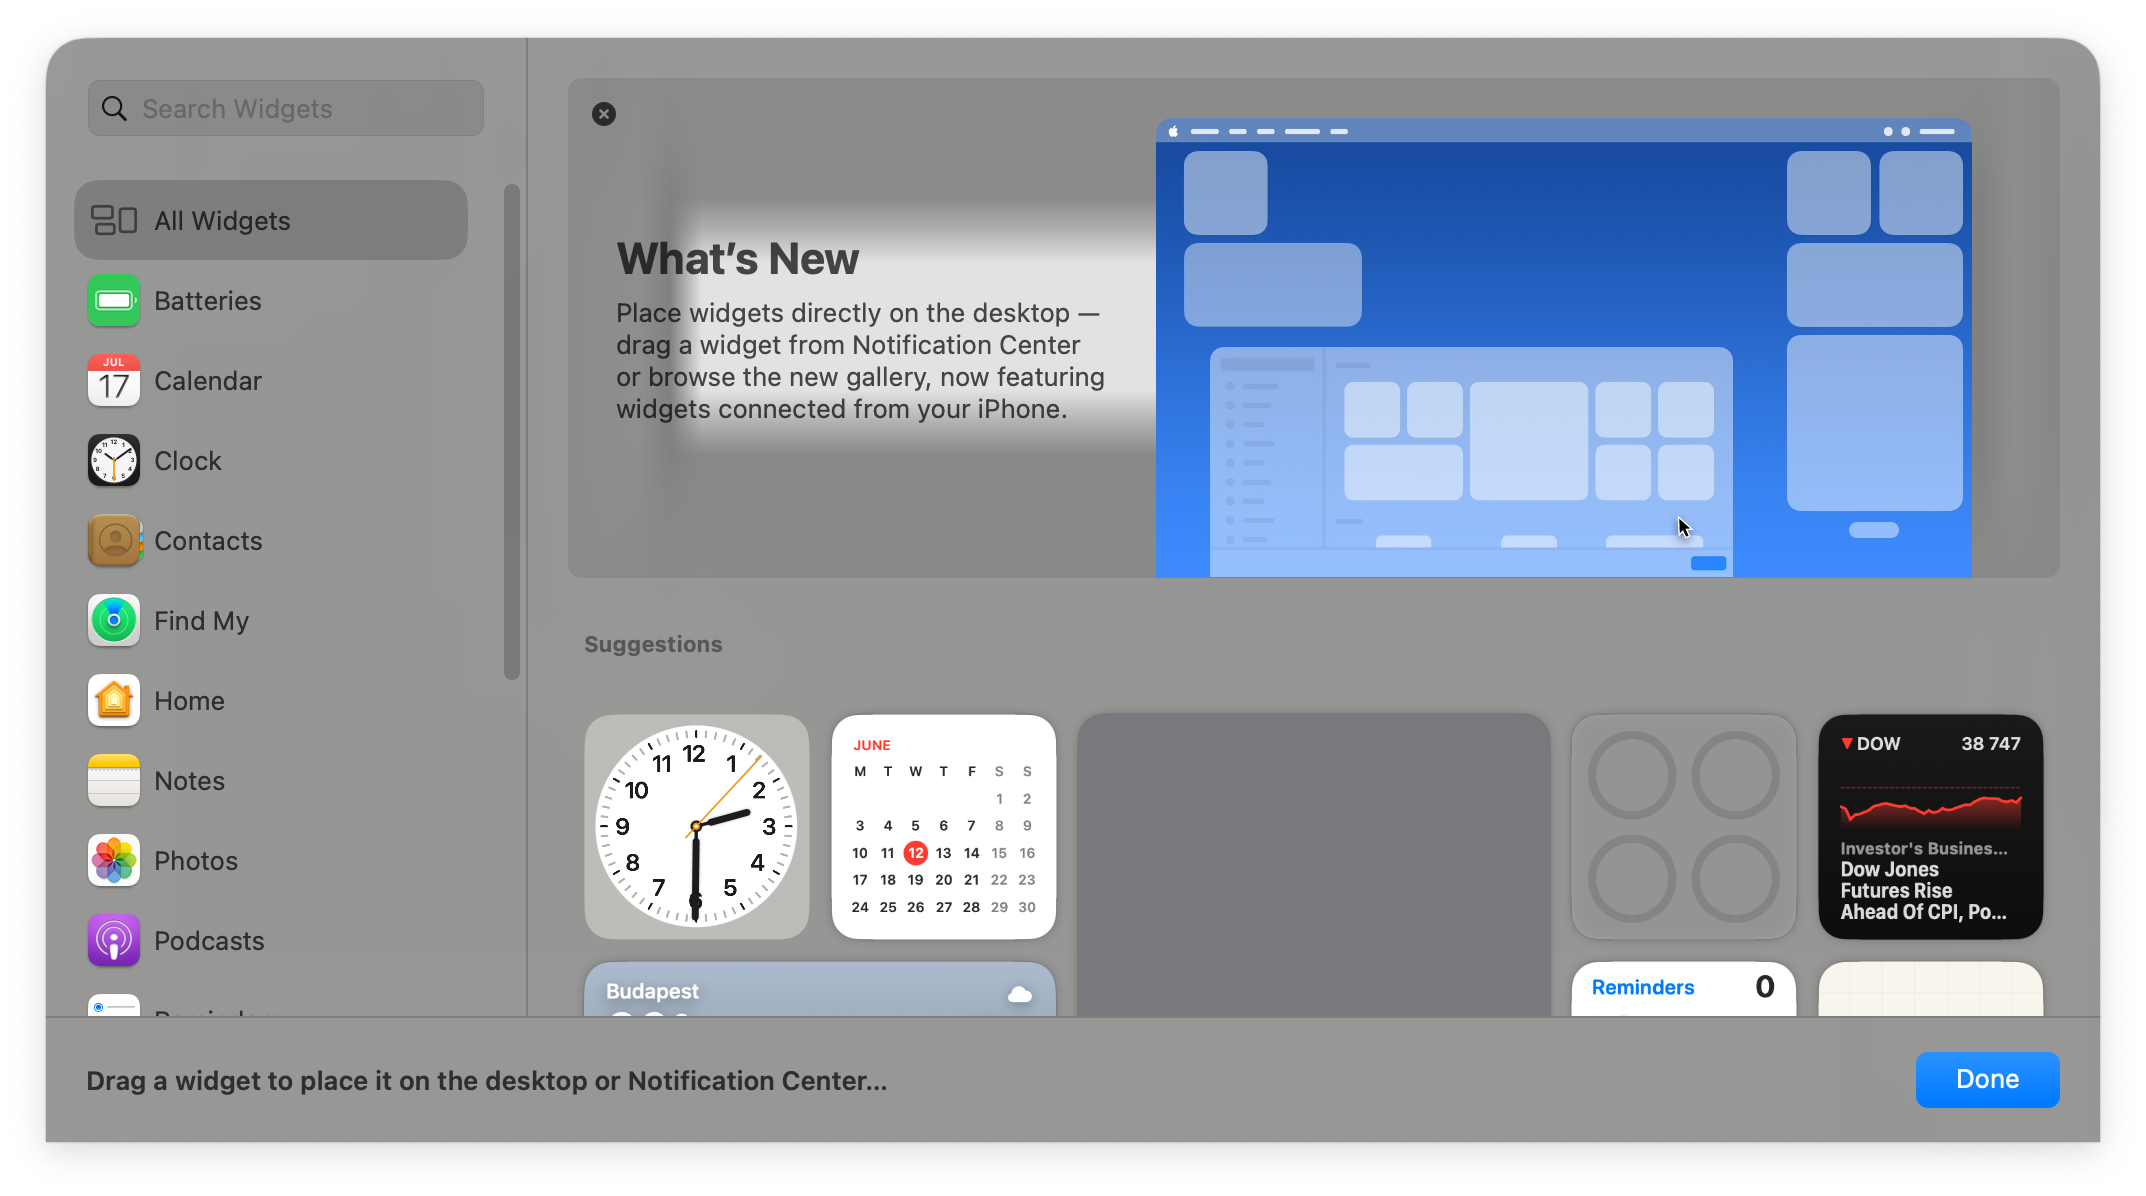 Search Widgets
All Widgets
Batteries
JUL
17
Calendar
Clock
Contacts
Find My
Home
Notes
Photos
Podcasts
What's New
Place widgets directly on the desktop —
drag a widget from Notification Center
or browse the new gallery, now featuring
widgets connected from your iPhone.
Suggestions
12
1
2
3
4
5
6
7
8
9
10
11
JUNE
M T W T F S S
1 2
3 4 5 6 7 8 9
10 11 12 13 14 15 16
17 18 19 20 21 22 23
24 25 26 27 28 29 30
DOW 38 747
Investor's Busines...
Dow Jones
Futures Rise
Ahead Of CPI, Po...
Budapest
Reminders 0
Drag a widget to place it on the desktop or Notification Center...
Done